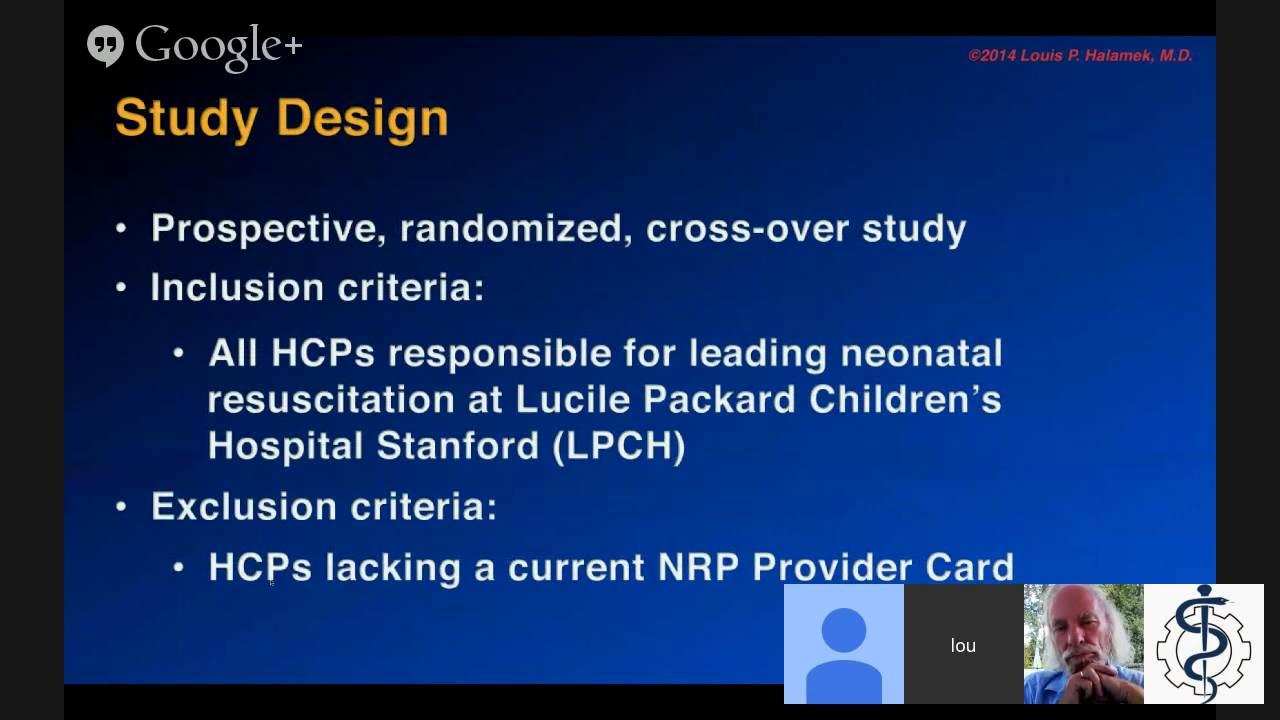 Google+
©2014 Louis P. Halamek, M.D.
Study Design
• Prospective, randomized, cross-over study
• Inclusion criteria:
• All HCPs responsible for leading neonatal
resuscitation at Lucile Packard Children’s
Hospital Stanford (LPCH)
• Exclusion criteria:
• HCPs lacking a current NRP Provider Card
lou